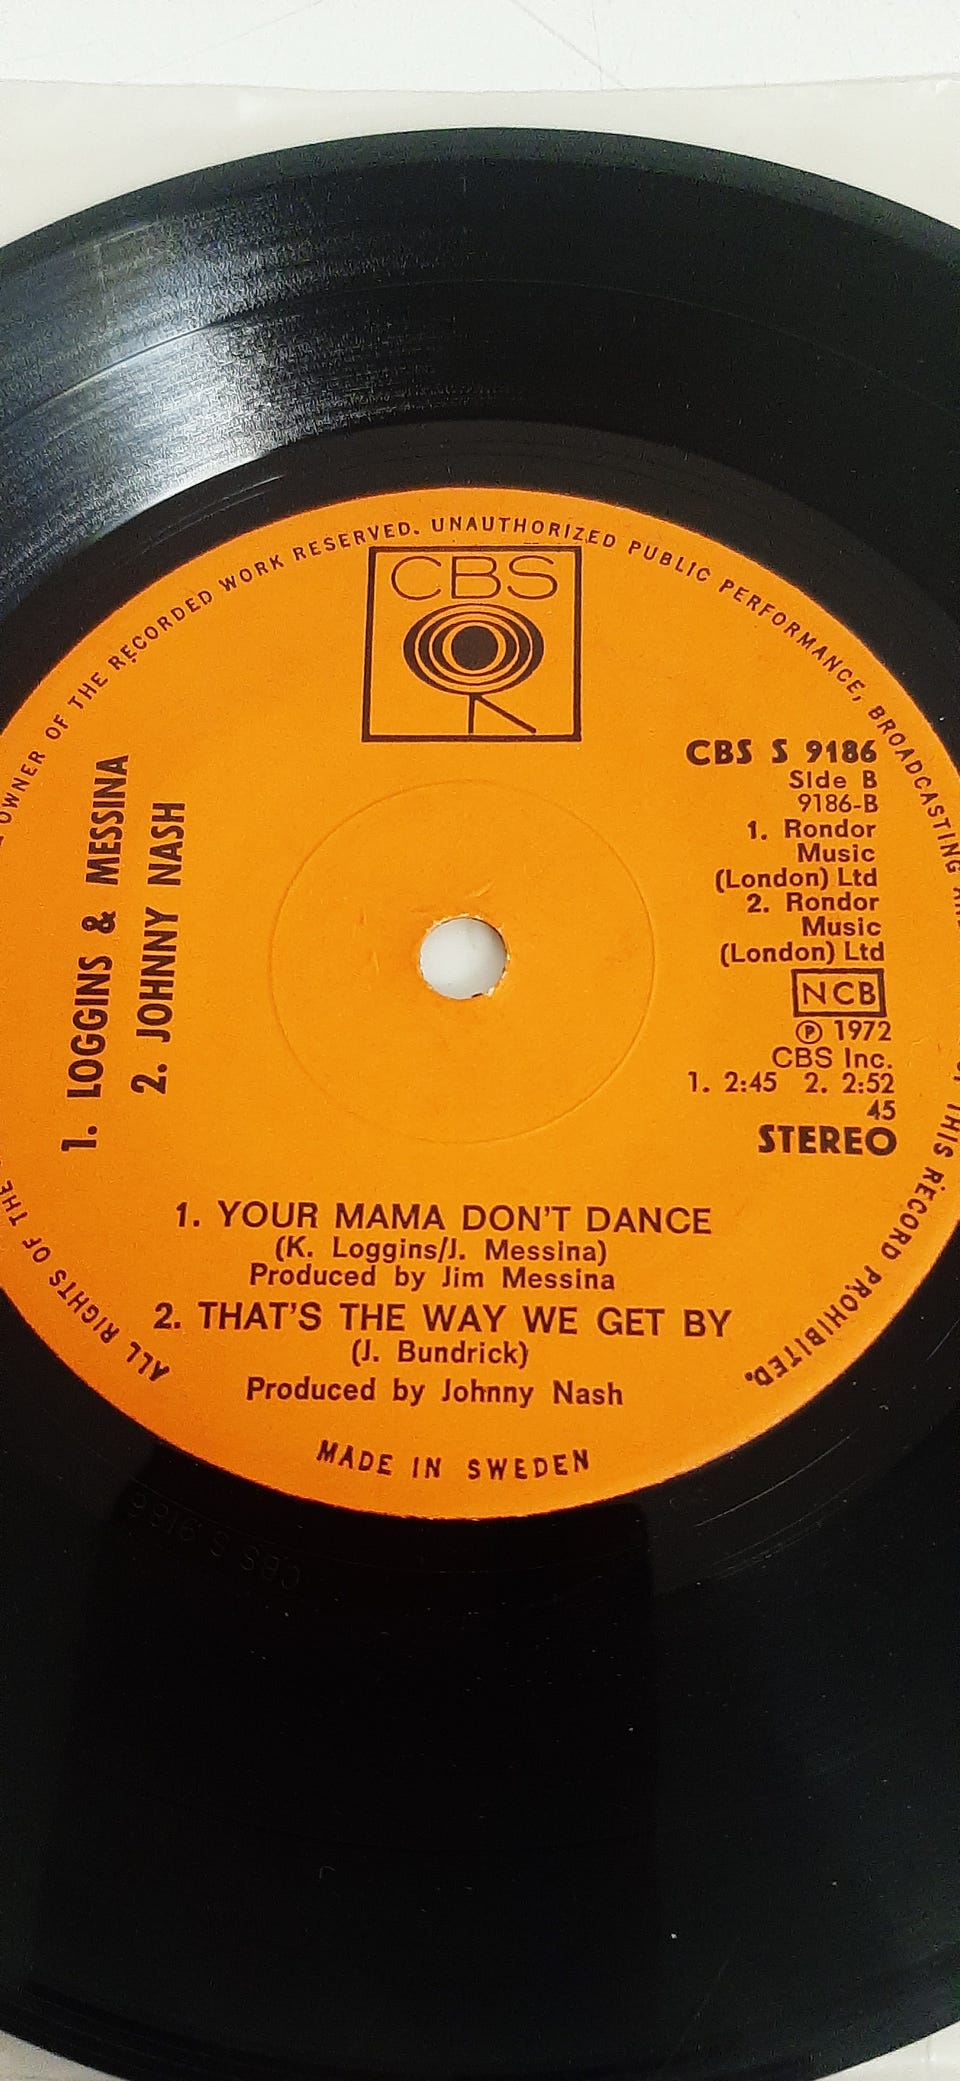 ALL RIGHTS OF THE
OWNER OF THE RECORDED WORK RESERVED. UNAUTHORIZED PUBLIC PERFORMANCE, BROADCASTING
THIS RECORD PROHIBITED.
CBS
1. LOGGINS & MESSINA
2. JOHNNY NASH
CBS S 9186
Side B
9186-B
1. Rondor
Music
(London) Ltd
2. Rondor
Music
(London) Ltd
NCB
℗ 1972
CBS Inc.
1. 2:45 2. 2:52
45
STEREO
1. YOUR MAMA DON'T DANCE
(K. Loggins/J. Messina)
Produced by Jim Messina
2. THAT'S THE WAY WE GET BY
(J. Bundrick)
Produced by Johnny Nash
MADE IN SWEDEN
CBS S 9186